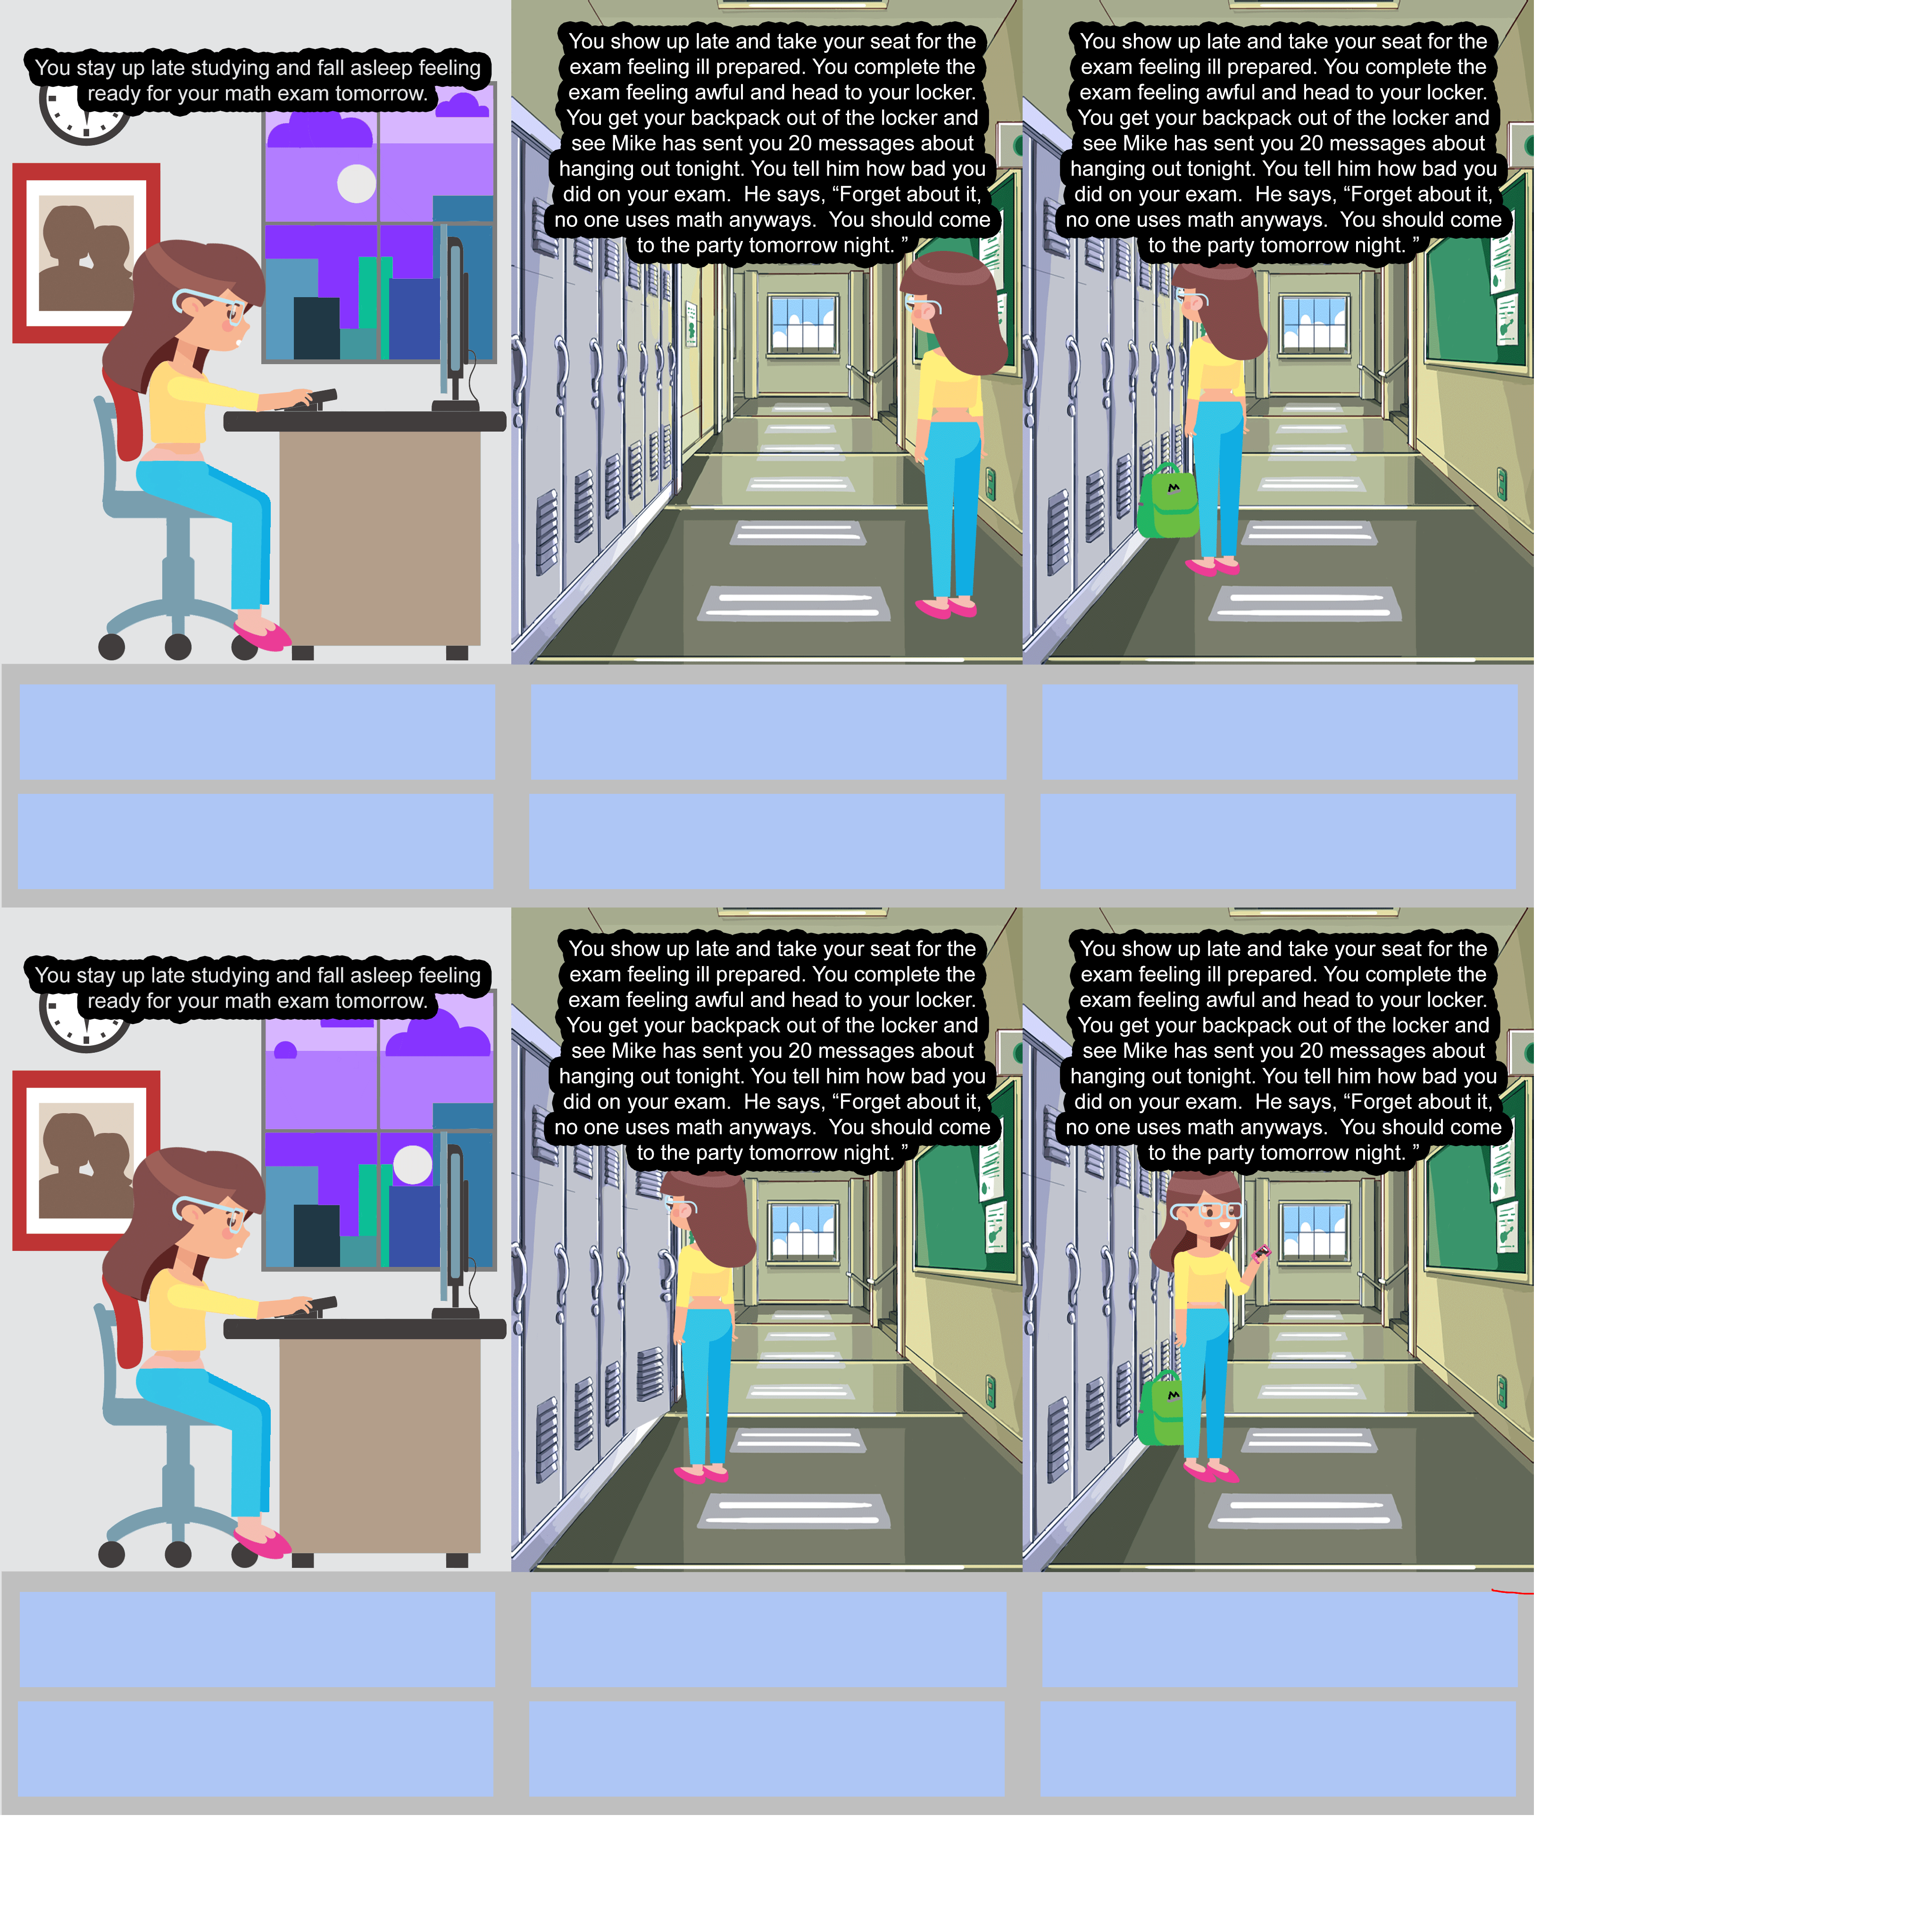 You stay up late studying and fall asleep feeling
ready for your math exam tomorrow.
You show up late and take your seat for the
exam feeling ill prepared. You complete the
exam feeling awful and head to your locker.
You get your backpack out of the locker and
see Mike has sent you 20 messages about
hanging out tonight. You tell him how bad you
did on your exam.  He says, “Forget about it,
no one uses math anyways.  You should come
to the party tomorrow night. ”
You show up late and take your seat for the
exam feeling ill prepared. You complete the
exam feeling awful and head to your locker.
You get your backpack out of the locker and
see Mike has sent you 20 messages about
hanging out tonight. You tell him how bad you
did on your exam.  He says, “Forget about it,
no one uses math anyways.  You should come
to the party tomorrow night. ”
You stay up late studying and fall asleep feeling
ready for your math exam tomorrow.
You show up late and take your seat for the
exam feeling ill prepared. You complete the
exam feeling awful and head to your locker.
You get your backpack out of the locker and
see Mike has sent you 20 messages about
hanging out tonight. You tell him how bad you
did on your exam.  He says, “Forget about it,
no one uses math anyways.  You should come
to the party tomorrow night. ”
You show up late and take your seat for the
exam feeling ill prepared. You complete the
exam feeling awful and head to your locker.
You get your backpack out of the locker and
see Mike has sent you 20 messages about
hanging out tonight. You tell him how bad you
did on your exam.  He says, “Forget about it,
no one uses math anyways.  You should come
to the party tomorrow night. ”